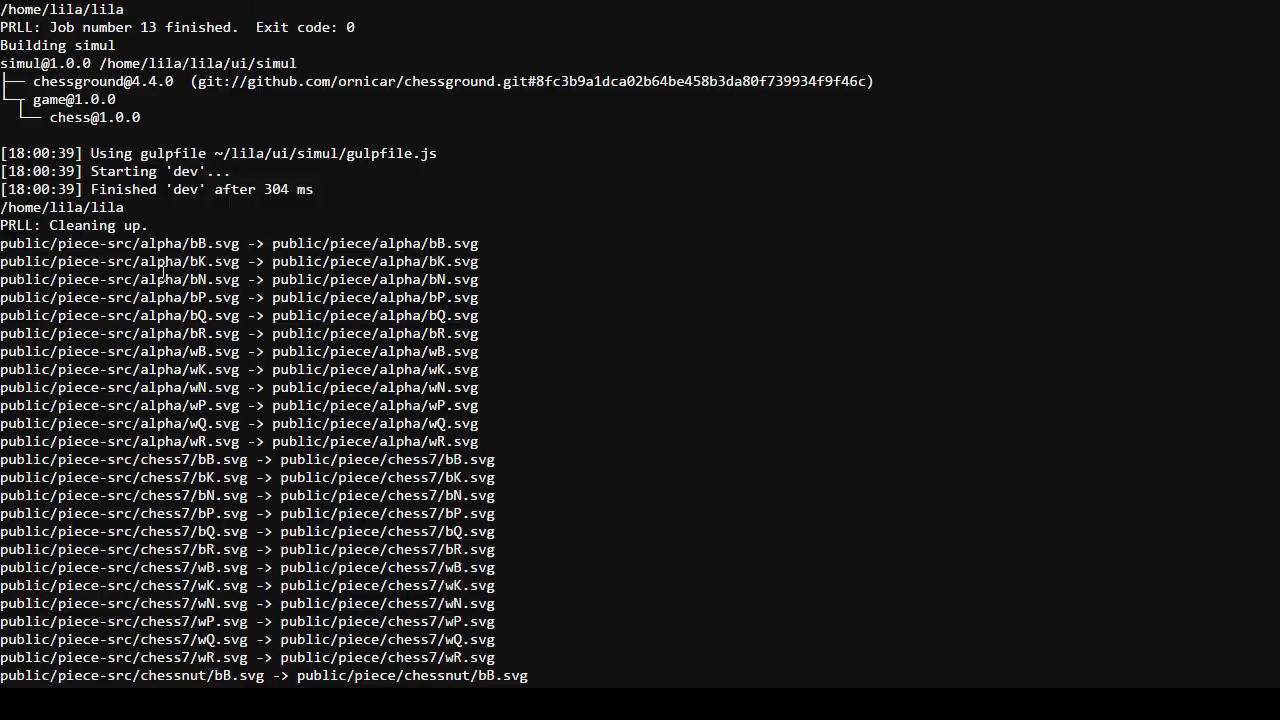 /home/lila/lila
PRLL: Job number 13 finished.  Exit code: 0
Building simul
simul@1.0.0 /home/lila/lila/ui/simul
├── chessground@4.4.0  (git://github.com/ornicar/chessground.git#8fc3b9a1dca02b64be458b3da80f739934f9f46c)
└─┬ game@1.0.0
  └── chess@1.0.0

[18:00:39] Using gulpfile ~/lila/ui/simul/gulpfile.js
[18:00:39] Starting 'dev'...
[18:00:39] Finished 'dev' after 304 ms
/home/lila/lila
PRLL: Cleaning up.
public/piece-src/alpha/bB.svg -> public/piece/alpha/bB.svg
public/piece-src/alpha/bK.svg -> public/piece/alpha/bK.svg
public/piece-src/alpha/bN.svg -> public/piece/alpha/bN.svg
public/piece-src/alpha/bP.svg -> public/piece/alpha/bP.svg
public/piece-src/alpha/bQ.svg -> public/piece/alpha/bQ.svg
public/piece-src/alpha/bR.svg -> public/piece/alpha/bR.svg
public/piece-src/alpha/wB.svg -> public/piece/alpha/wB.svg
public/piece-src/alpha/wK.svg -> public/piece/alpha/wK.svg
public/piece-src/alpha/wN.svg -> public/piece/alpha/wN.svg
public/piece-src/alpha/wP.svg -> public/piece/alpha/wP.svg
public/piece-src/alpha/wQ.svg -> public/piece/alpha/wQ.svg
public/piece-src/alpha/wR.svg -> public/piece/alpha/wR.svg
public/piece-src/chess7/bB.svg -> public/piece/chess7/bB.svg
public/piece-src/chess7/bK.svg -> public/piece/chess7/bK.svg
public/piece-src/chess7/bN.svg -> public/piece/chess7/bN.svg
public/piece-src/chess7/bP.svg -> public/piece/chess7/bP.svg
public/piece-src/chess7/bQ.svg -> public/piece/chess7/bQ.svg
public/piece-src/chess7/bR.svg -> public/piece/chess7/bR.svg
public/piece-src/chess7/wB.svg -> public/piece/chess7/wB.svg
public/piece-src/chess7/wK.svg -> public/piece/chess7/wK.svg
public/piece-src/chess7/wN.svg -> public/piece/chess7/wN.svg
public/piece-src/chess7/wP.svg -> public/piece/chess7/wP.svg
public/piece-src/chess7/wQ.svg -> public/piece/chess7/wQ.svg
public/piece-src/chess7/wR.svg -> public/piece/chess7/wR.svg
public/piece-src/chessnut/bB.svg -> public/piece/chessnut/bB.svg